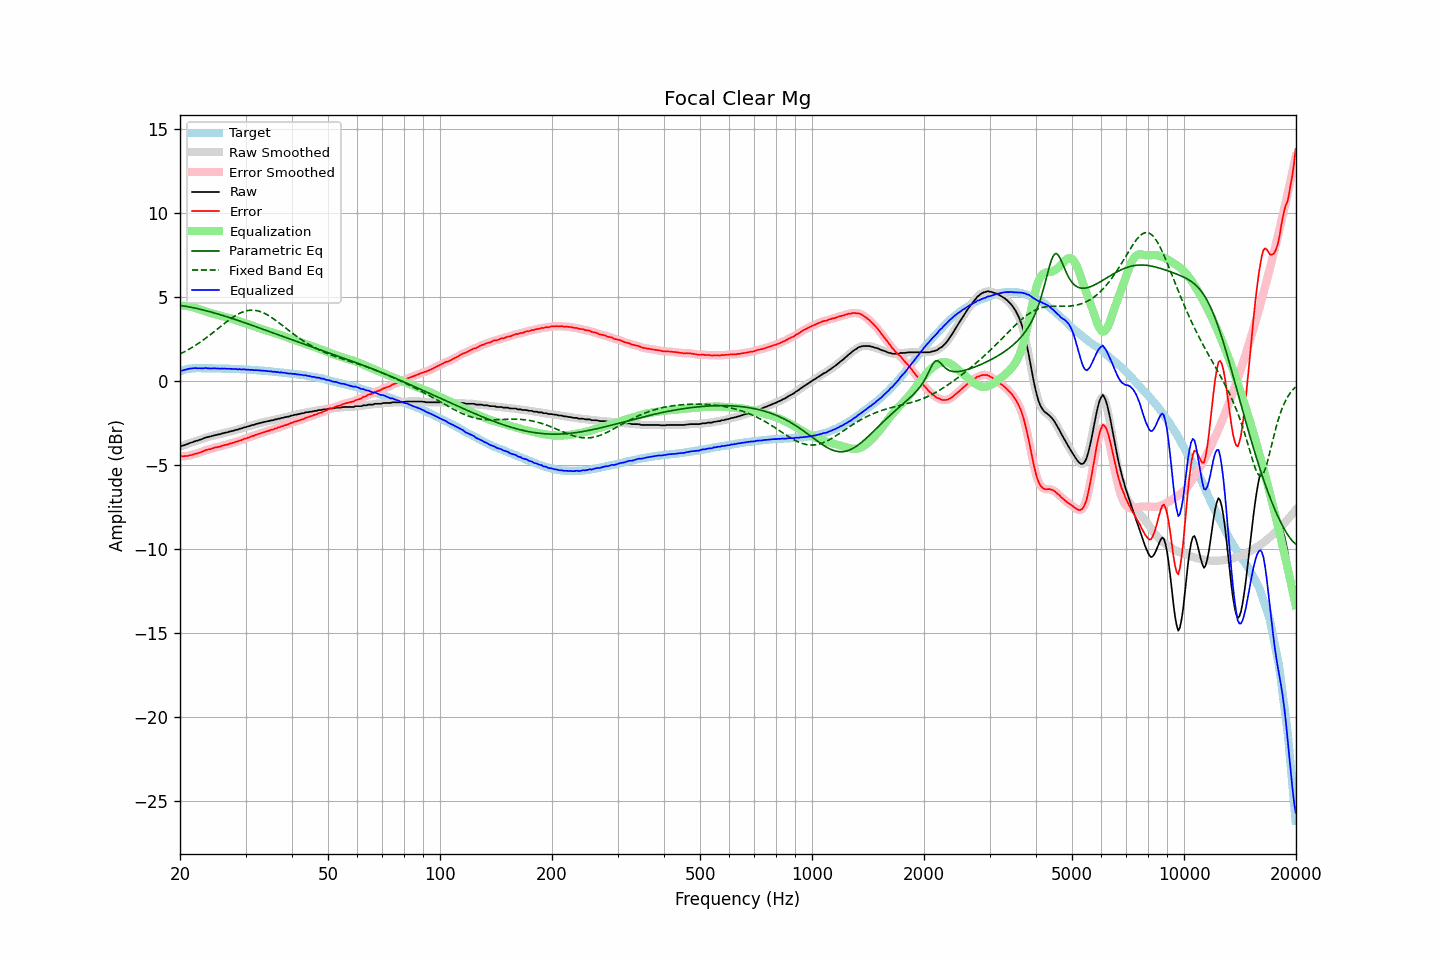 Focal Clear Mg
Target
Raw Smoothed
Error Smoothed
Raw
Error
Equalization
Parametric Eq
Fixed Band Eq
Equalized
15
10
5
0
−5
−10
−15
−20
−25
Amplitude (dBr)
20
50
100
200
500
1000
2000
5000
10000
20000
Frequency (Hz)